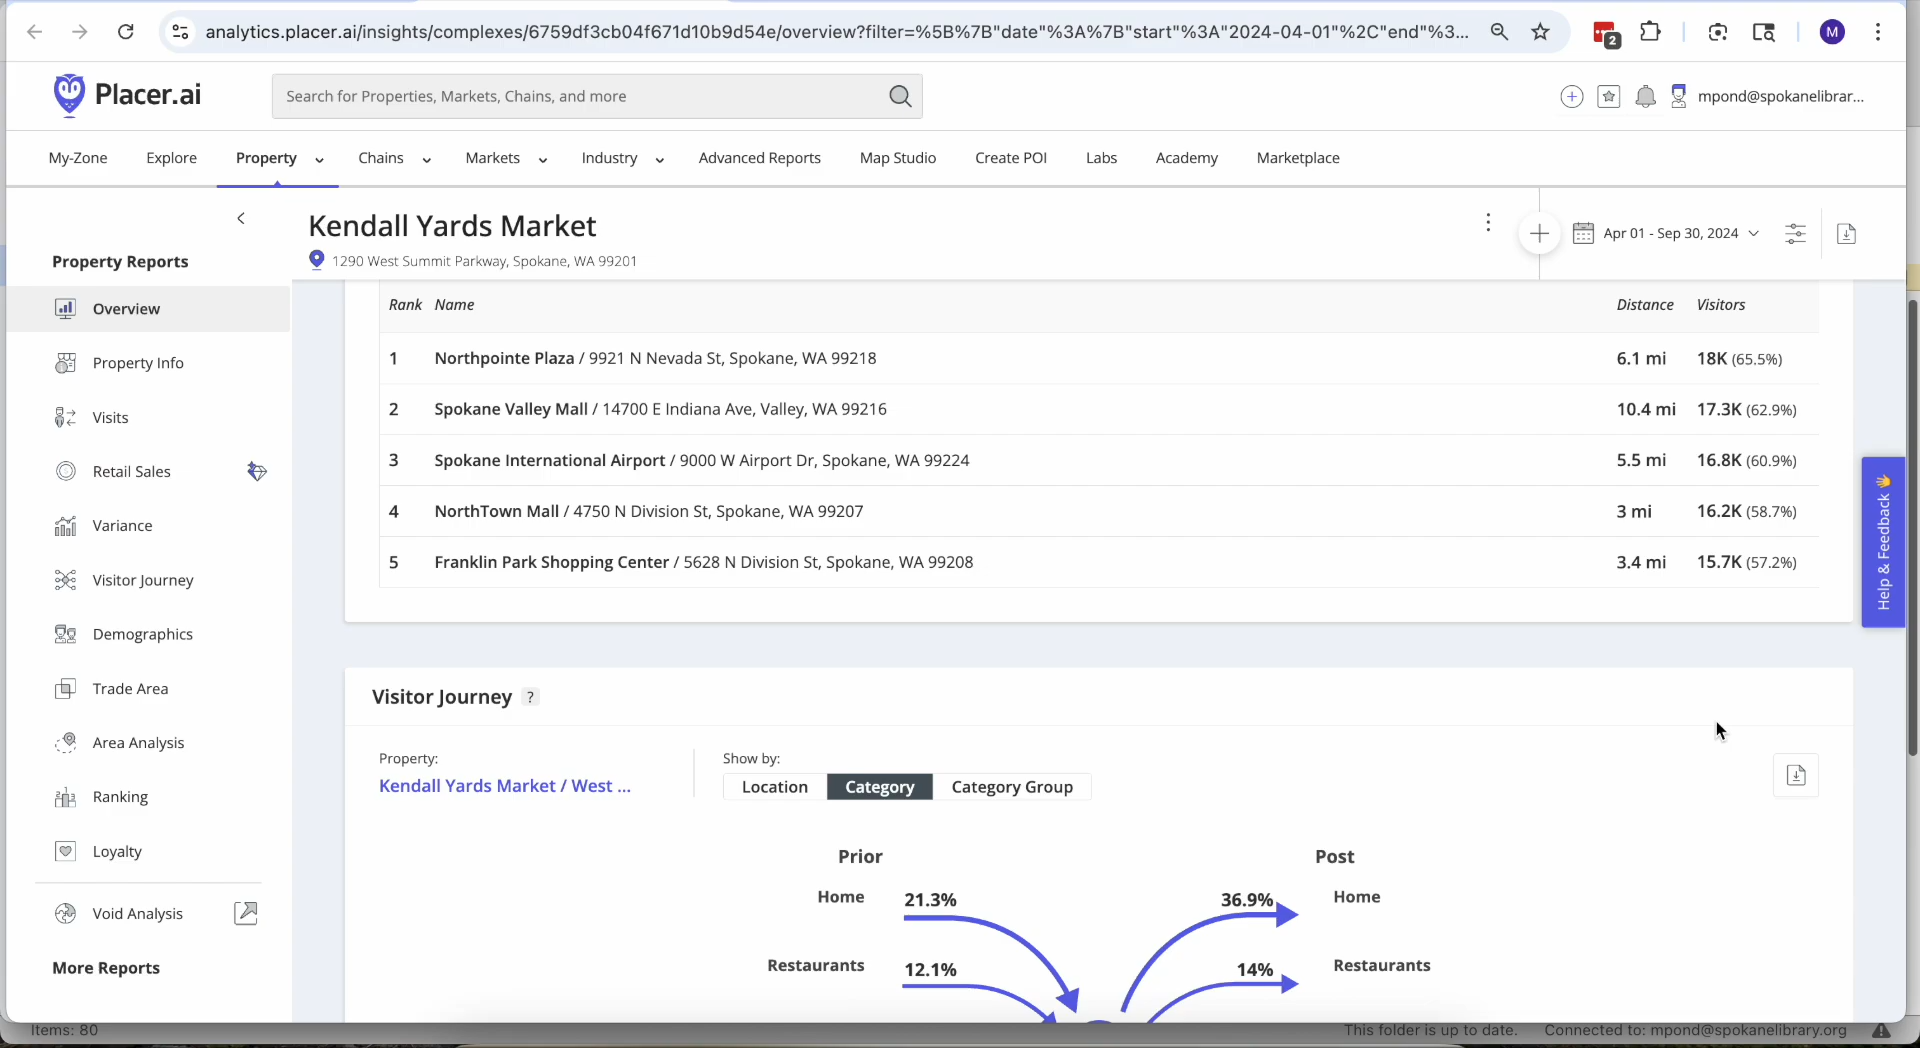 analytics.placer.ai/insights/complexes/6759df3cb04f671d10b9d54e/overview?filter=%5B%7B"date"%3A%7B"start"%3A"2024-04-01"%2C"end"%3...
2
M
Placer.ai
Search for Properties, Markets, Chains, and more
mpond@spokanelibrar...
My-Zone Explore Property Chains Markets Industry Advanced Reports Map Studio Create POI Labs Academy Marketplace
Kendall Yards Market
1290 West Summit Parkway, Spokane, WA 99201
Apr 01 - Sep 30, 2024
Property Reports
Overview
Property Info
Visits
Retail Sales
Variance
Visitor Journey
Demographics
Trade Area
Area Analysis
Ranking
Loyalty
Void Analysis
More Reports
Rank Name Distance Visitors
1 Northpointe Plaza / 9921 N Nevada St, Spokane, WA 99218 6.1 mi 18K (65.5%)
2 Spokane Valley Mall / 14700 E Indiana Ave, Valley, WA 99216 10.4 mi 17.3K (62.9%)
3 Spokane International Airport / 9000 W Airport Dr, Spokane, WA 99224 5.5 mi 16.8K (60.9%)
4 NorthTown Mall / 4750 N Division St, Spokane, WA 99207 3 mi 16.2K (58.7%)
5 Franklin Park Shopping Center / 5628 N Division St, Spokane, WA 99208 3.4 mi 15.7K (57.2%)
Help & Feedback 👋
Visitor Journey ?
Property:
Kendall Yards Market / West ...
Show by:
Location Category Category Group
Prior Post
Home 21.3% 36.9% Home
Restaurants 12.1% 14% Restaurants
Items: 80 This folder is up to date. Connected to: mpond@spokanelibrary.org